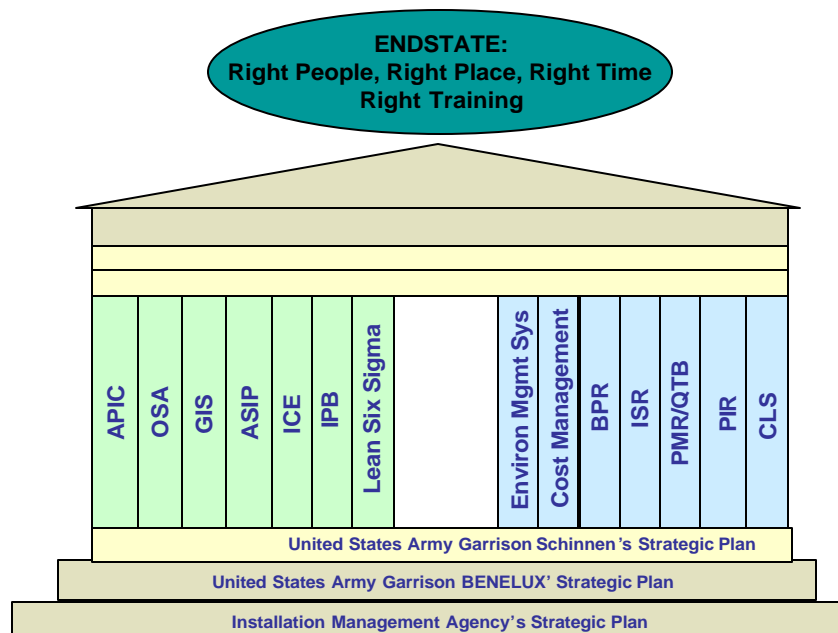 ENDSTATE:
Right People, Right Place, Right Time
Right Training
APIC
OSA
GIS
ASIP
ICE
IPB
Lean Six Sigma
Environ Mgmt Sys
Cost Management
BPR
ISR
PMR/QTB
PIR
CLS
United States Army Garrison Schinnen's Strategic Plan
United States Army Garrison BENELUX' Strategic Plan
Installation Management Agency's Strategic Plan